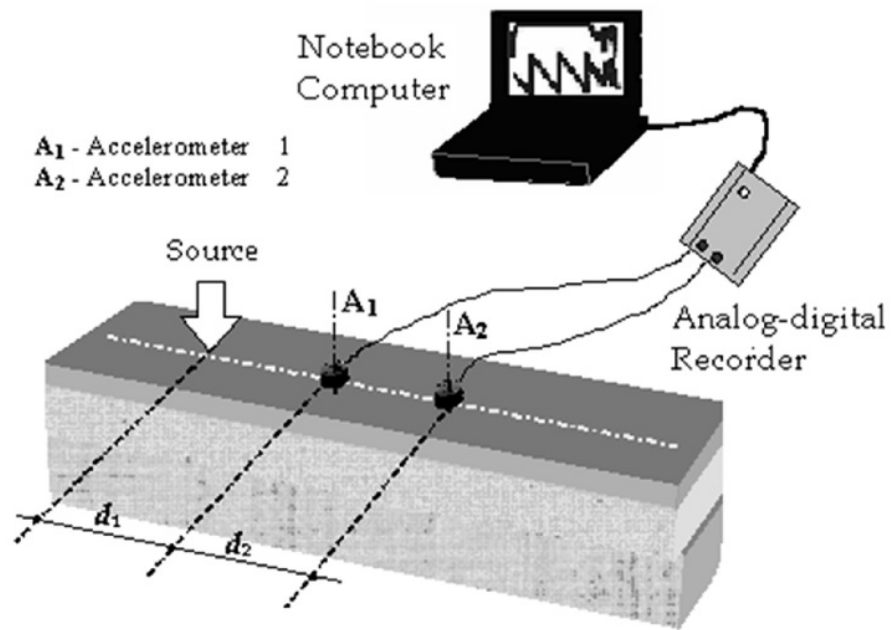 Notebook
Computer
A1 - Accelerometer 1
A2 - Accelerometer 2
Source
A1
A2
Analog-digital
Recorder
d1
d2